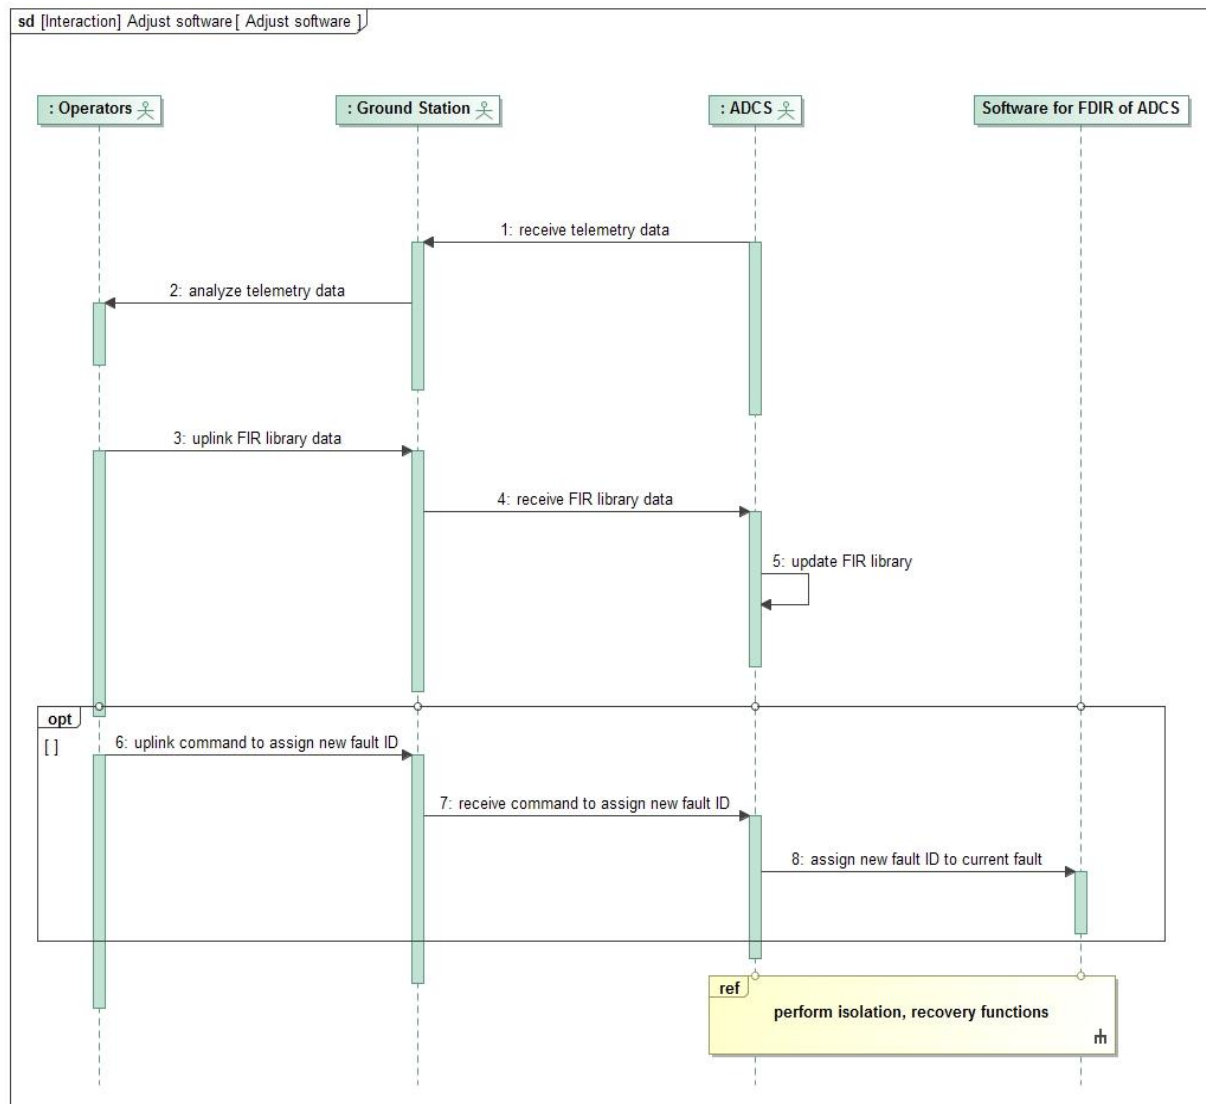 sd [Interaction] Adjust software [ Adjust software ]
: Operators
: Ground Station
: ADCS
Software for FDIR of ADCS
1: receive telemetry data
2: analyze telemetry data
3: uplink FIR library data
4: receive FIR library data
5: update FIR library
opt
[ ]
6: uplink command to assign new fault ID
7: receive command to assign new fault ID
8: assign new fault ID to current fault
ref
perform isolation, recovery functions